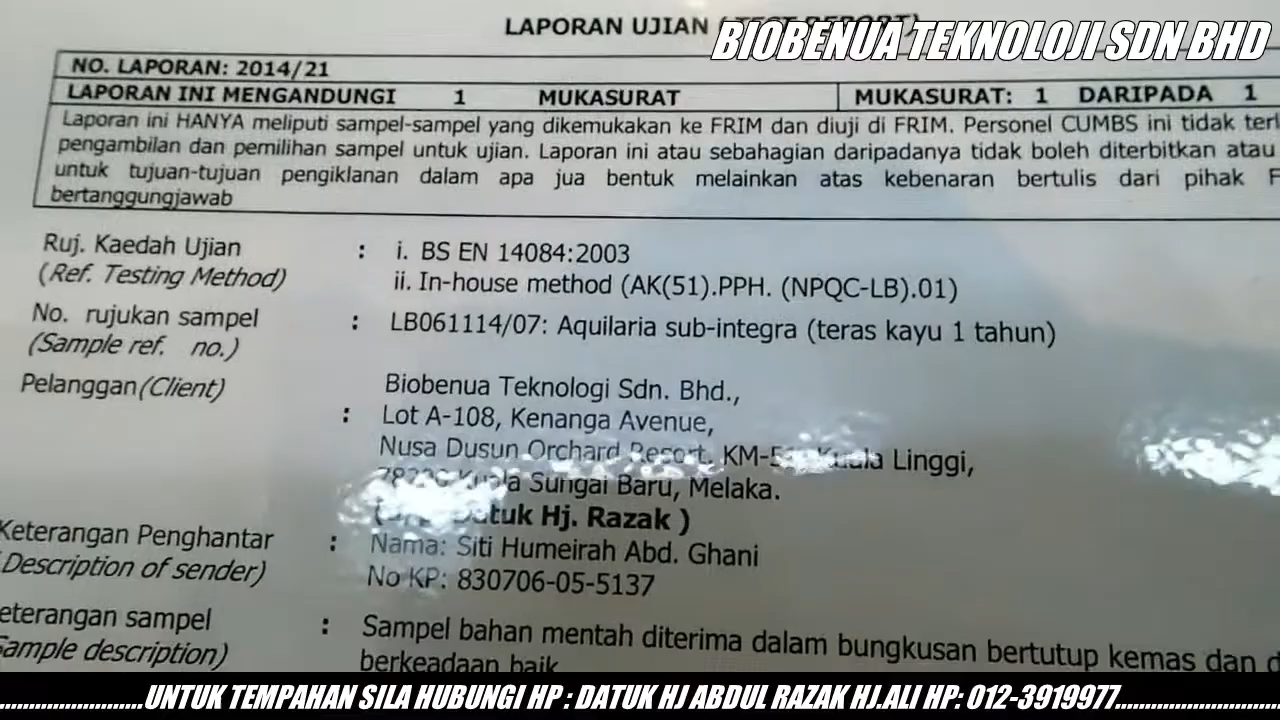 LAPORAN UJIAN (TEST REPORT)
BIOBENUA TEKNOLOJI SDN BHD
NO. LAPORAN: 2014/21
LAPORAN INI MENGANDUNGI 1 MUKASURAT MUKASURAT: 1 DARIPADA 1
Laporan ini HANYA meliputi sampel-sampel yang dikemukakan ke FRIM dan diuji di FRIM. Personel CUMBS ini tidak
pengambilan dan pemilihan sampel untuk ujian. Laporan ini atau sebahagian daripadanya tidak boleh diterbitkan atau
untuk tujuan-tujuan pengiklanan dalam apa jua bentuk melainkan atas kebenaran bertulis dari pihak
bertanggungjawab
Ruj. Kaedah Ujian : i. BS EN 14084:2003
(Ref. Testing Method) ii. In-house method (AK(51).PPH. (NPQC-LB).01)
No. rujukan sampel : LB061114/07: Aquilaria sub-integra (teras kayu 1 tahun)
(Sample ref. no.)
Pelanggan(Client) Biobenua Teknologi Sdn. Bhd.,
: Lot A-108, Kenanga Avenue,
Nusa Dusun Orchard Resort, Kuala Linggi,
Kuala Sungai Baru, Melaka.
Hj. Razak )
Keterangan Penghantar : Nama: Siti Humeirah Abd. Ghani
(Description of sender) No KP: 830706-05-5137
sampel : Sampel bahan mentah diterima dalam bungkusan bertutup kemas dan
description) berkeadaan baik
........................UNTUK TEMPAHAN SILA HUBUNGI HP : DATUK HJ ABDUL RAZAK HJ.ALI HP: 012-3919977...........................